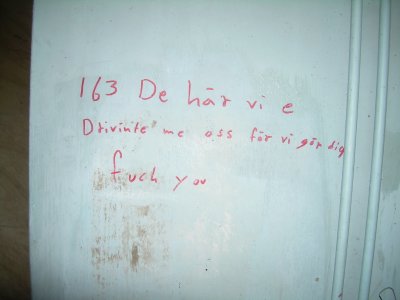 163 De här vi e
Drivinte me oss för vi gör dig
fuck you